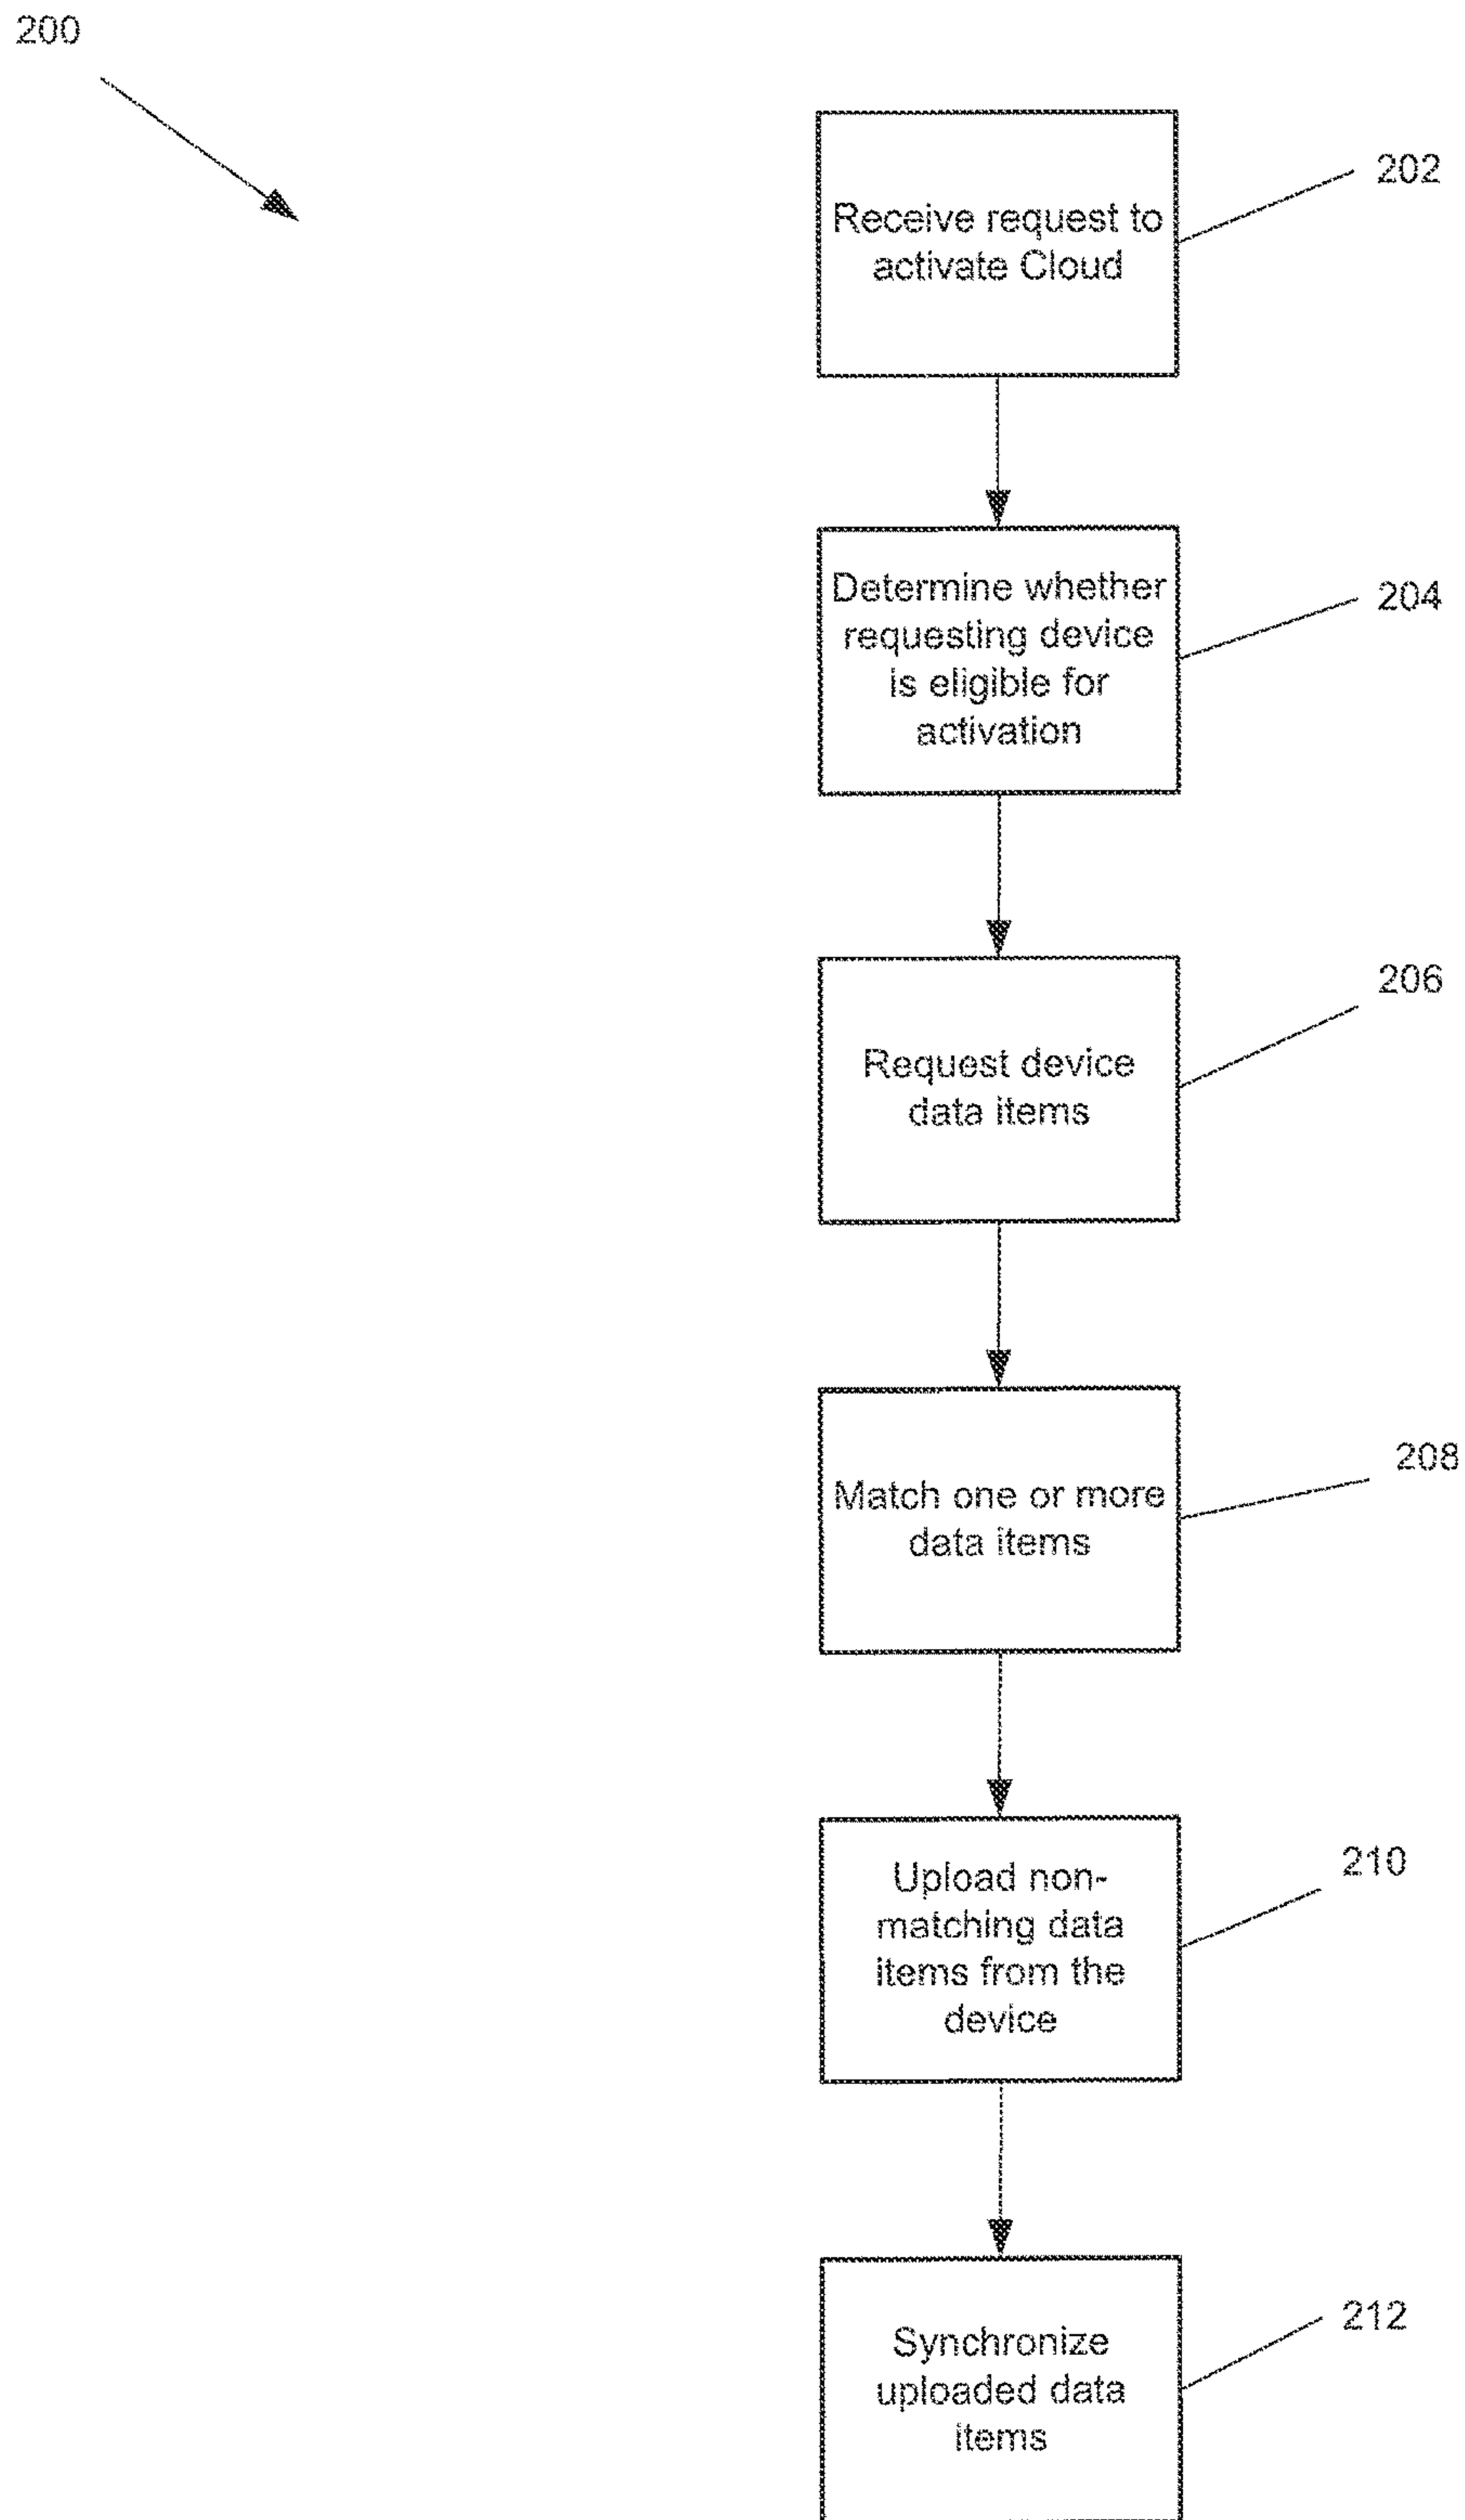 200
202
Receive request to
activate Cloud
204
Determine whether
requesting device
is eligible for
activation
206
Request device
data items
208
Match one or more
data items
210
Upload non-
matching data
items from the
device
212
Synchronize
uploaded data
items